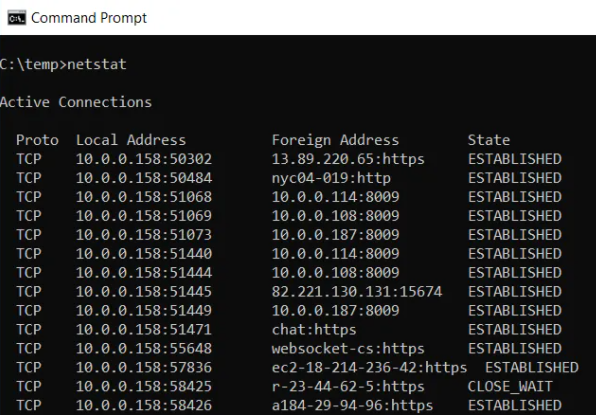 Command Prompt
C:\temp>netstat
Active Connections
Proto Local Address Foreign Address State
TCP 10.0.0.158:50302 13.89.220.65:https ESTABLISHED
TCP 10.0.0.158:50484 nyc04-019:http ESTABLISHED
TCP 10.0.0.158:51068 10.0.0.114:8009 ESTABLISHED
TCP 10.0.0.158:51069 10.0.0.108:8009 ESTABLISHED
TCP 10.0.0.158:51073 10.0.0.187:8009 ESTABLISHED
TCP 10.0.0.158:51440 10.0.0.114:8009 ESTABLISHED
TCP 10.0.0.158:51444 10.0.0.108:8009 ESTABLISHED
TCP 10.0.0.158:51445 82.221.130.131:15674 ESTABLISHED
TCP 10.0.0.158:51449 10.0.0.187:8009 ESTABLISHED
TCP 10.0.0.158:51471 chat:https ESTABLISHED
TCP 10.0.0.158:55648 websocket-cs:https ESTABLISHED
TCP 10.0.0.158:57836 ec2-18-214-236-42:https ESTABLISHED
TCP 10.0.0.158:58425 r-23-44-62-5:https CLOSE_WAIT
TCP 10.0.0.158:58426 a184-29-94-96:https ESTABLISHED